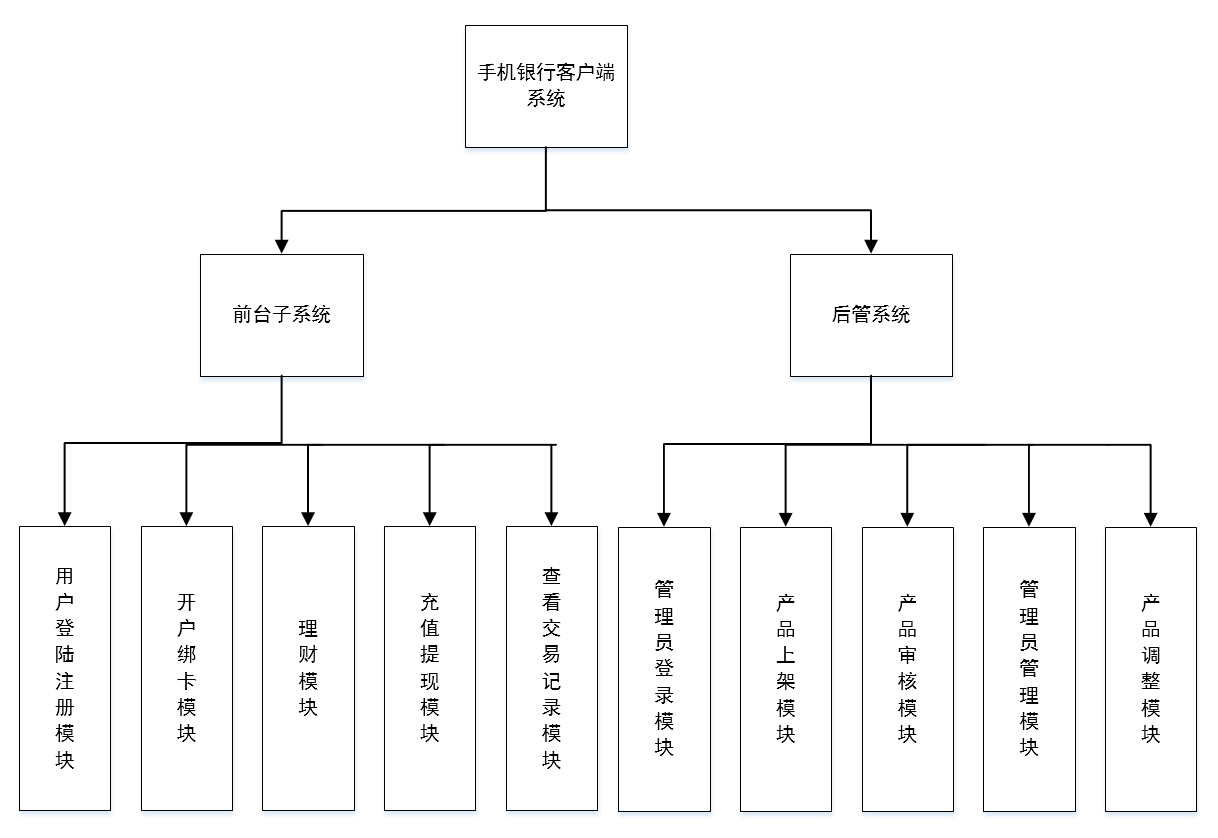 手机银行客户端
系统
前台子系统
后管系统
用户登陆注册模块
开户绑卡模块
理财模块
充值提现模块
查看交易记录模块
管理员登录模块
产品上架模块
产品审核模块
管理员管理模块
产品调整模块